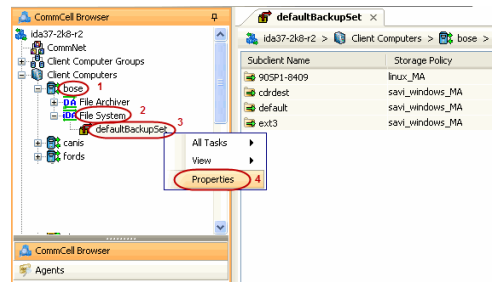 CommCell Browser
ida37-2k8-r2
CommNet
Client Computer Groups
Client Computers
bose 1
DA File Archiver
iDA File System 2
defaultBackupSet 3
canis
fords
All Tasks
View
Properties 4
CommCell Browser
Agents
defaultBackupSet ×
ida37-2k8-r2 > Client Computers > bose >
Subclient Name Storage Policy
90SP1-8409 linux_MA
cdrdest savi_windows_MA
default savi_windows_MA
ext3 savi_windows_MA